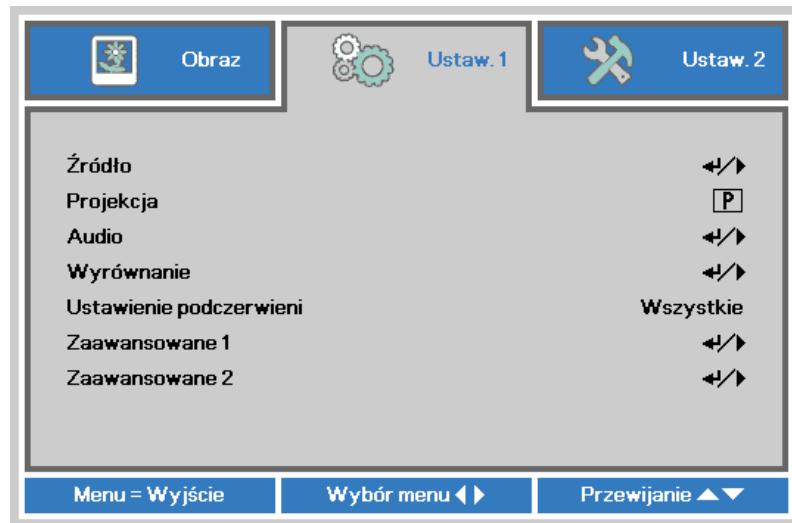 Obraz Ustaw. 1 Ustaw. 2
Źródło
Projekcja P
Audio
Wyrównanie
Ustawienie podczerwieni Wszystkie
Zaawansowane 1
Zaawansowane 2
Menu = Wyjście Wybór menu Przewijanie